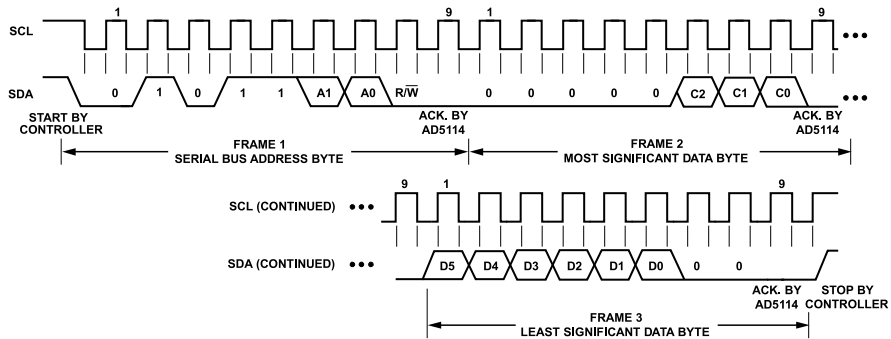 1 9 1 9
SCL
SDA 0 1 0 1 1 A1 A0 R/W̅ 0 0 0 0 0 C2 C1 C0
START BY
CONTROLLER
ACK. BY
AD5114
ACK. BY
AD5114
FRAME 1
SERIAL BUS ADDRESS BYTE
FRAME 2
MOST SIGNIFICANT DATA BYTE
9 1 9
SCL (CONTINUED)
SDA (CONTINUED) D5 D4 D3 D2 D1 D0 0 0
ACK. BY
AD5114
STOP BY
CONTROLLER
FRAME 3
LEAST SIGNIFICANT DATA BYTE